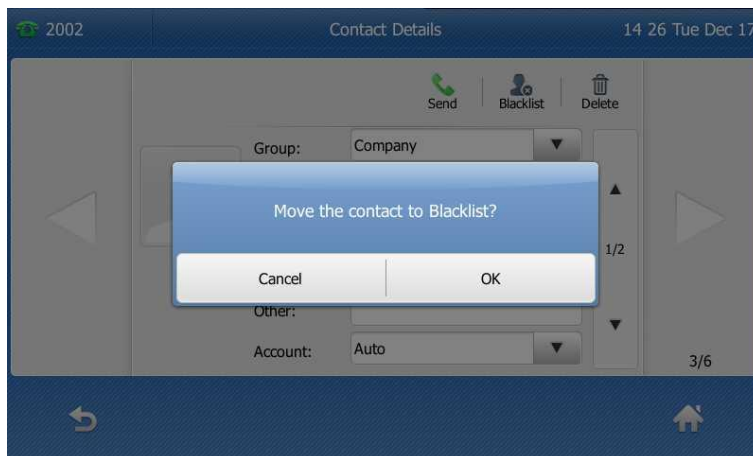 2002 Contact Details 14 26 Tue Dec 17
Send Blacklist Delete
Group: Company
Move the contact to Blacklist?
1/2
Cancel OK
Other:
Account: Auto
3/6